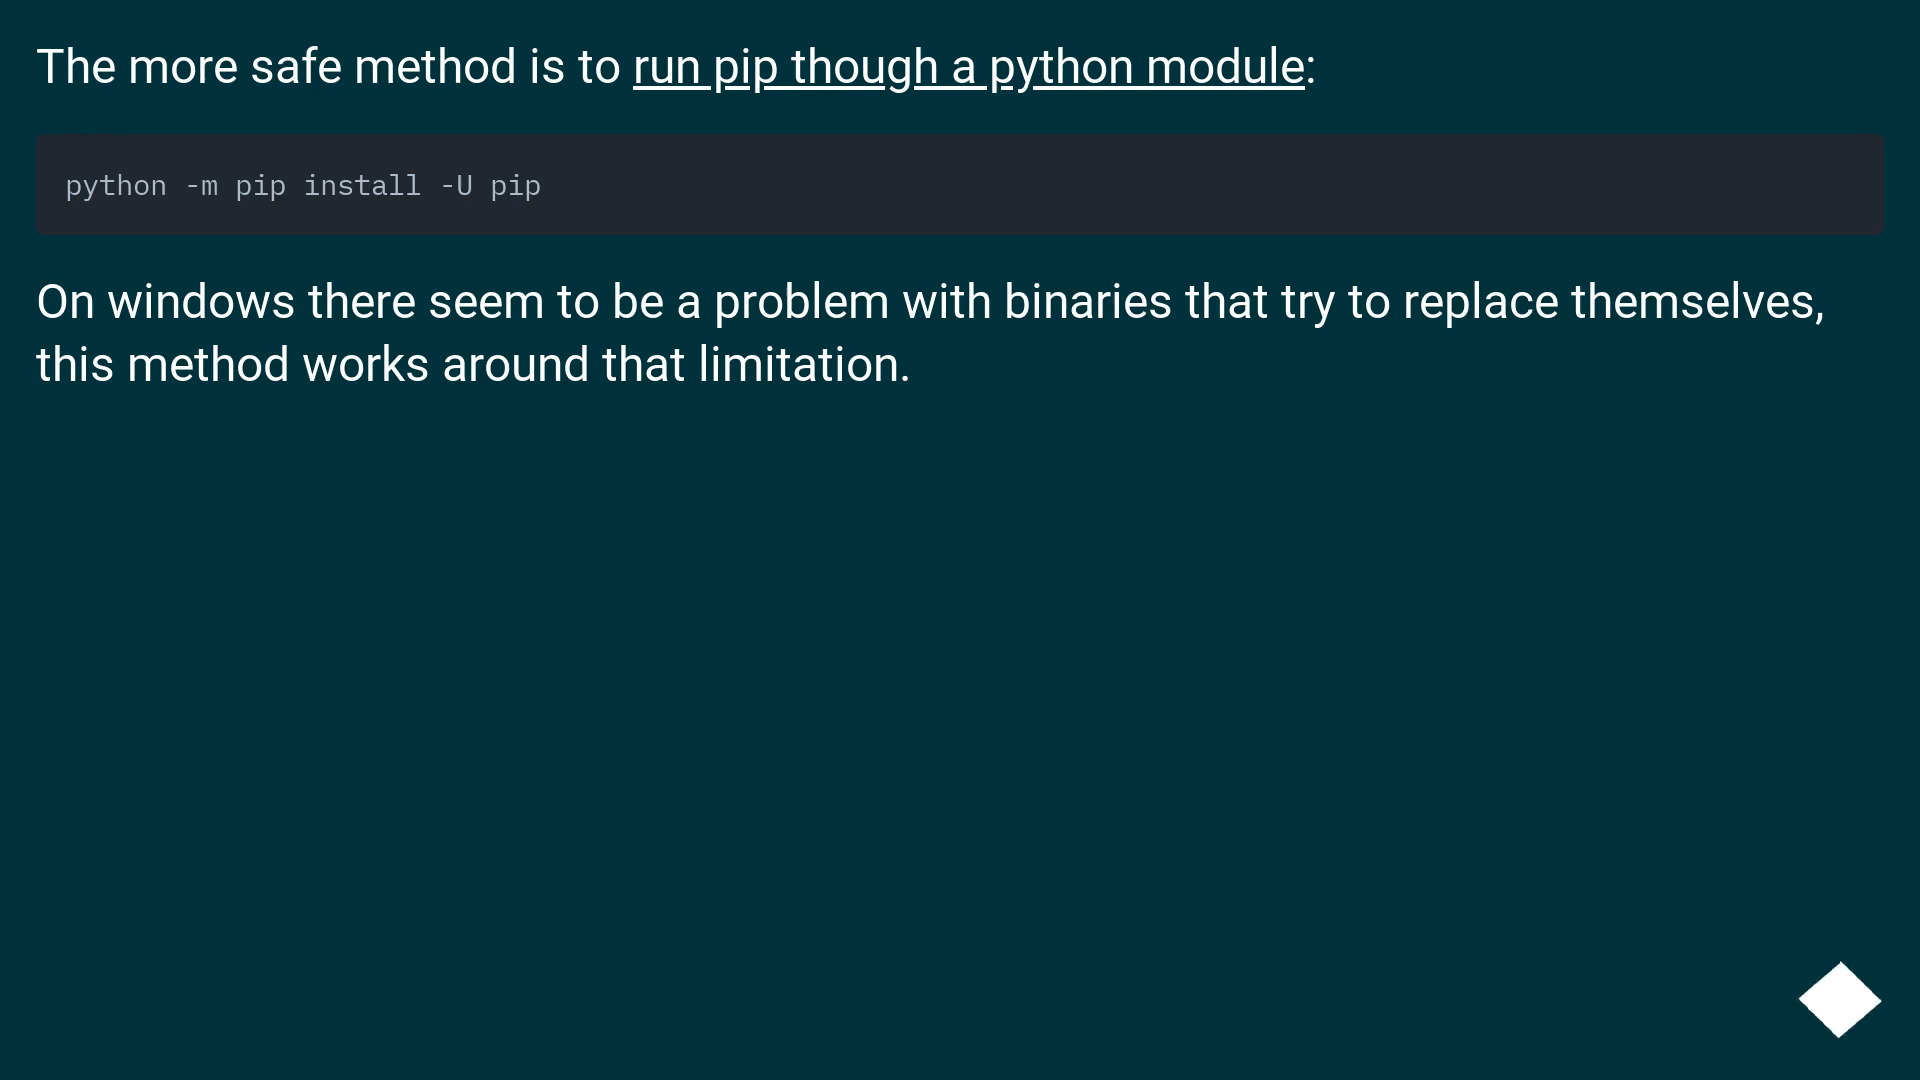 The more safe method is to run pip though a python module:
python -m pip install -U pip
On windows there seem to be a problem with binaries that try to replace themselves,
this method works around that limitation.